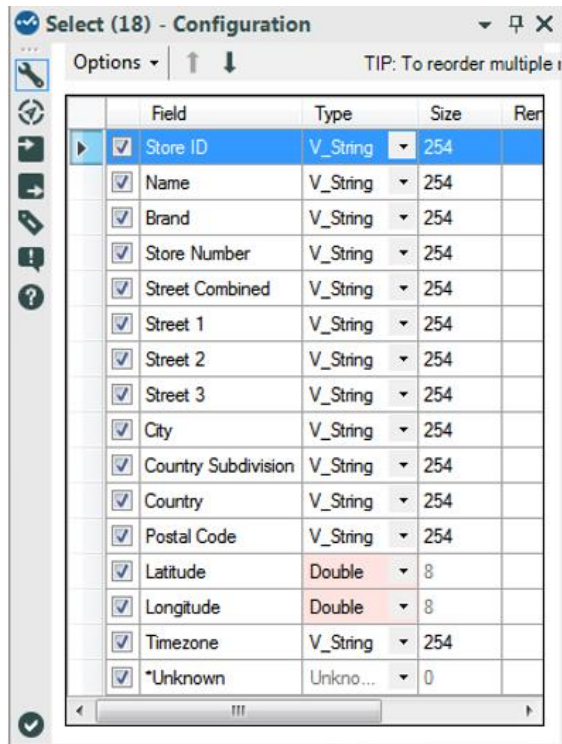 Select (18) - Configuration
Options TIP: To reorder multiple r
Field Type Size Ren
Store ID V_String 254
Name V_String 254
Brand V_String 254
Store Number V_String 254
Street Combined V_String 254
Street 1 V_String 254
Street 2 V_String 254
Street 3 V_String 254
City V_String 254
Country Subdivision V_String 254
Country V_String 254
Postal Code V_String 254
Latitude Double 8
Longitude Double 8
Timezone V_String 254
*Unknown Unkno... 0